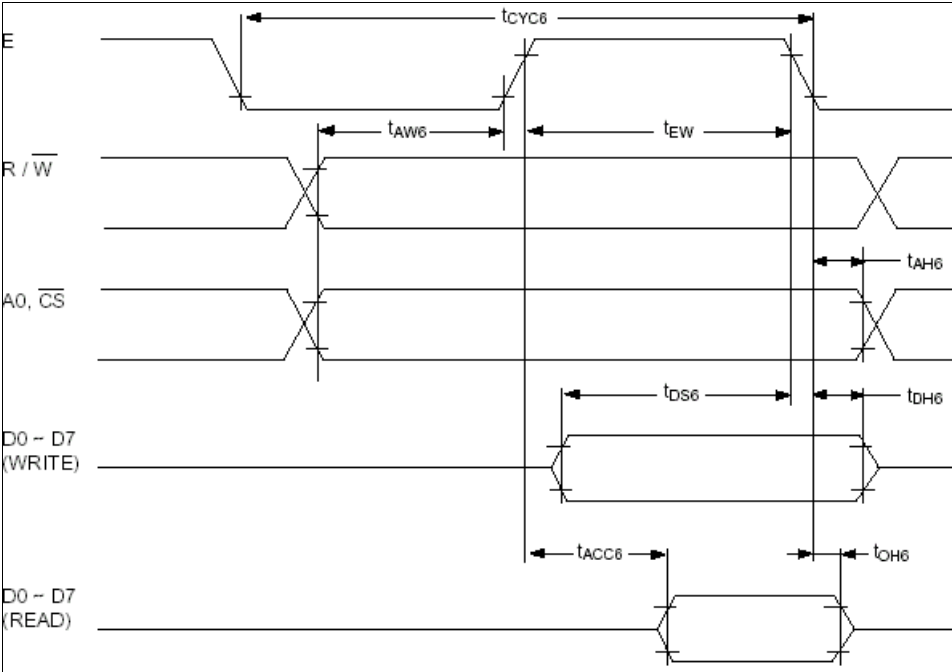 tCYC6
E
tAW6
tEW
R / W
tAH6
A0, CS
tDS6
tDH6
D0 ~ D7
(WRITE)
tACC6
tOH6
D0 ~ D7
(READ)